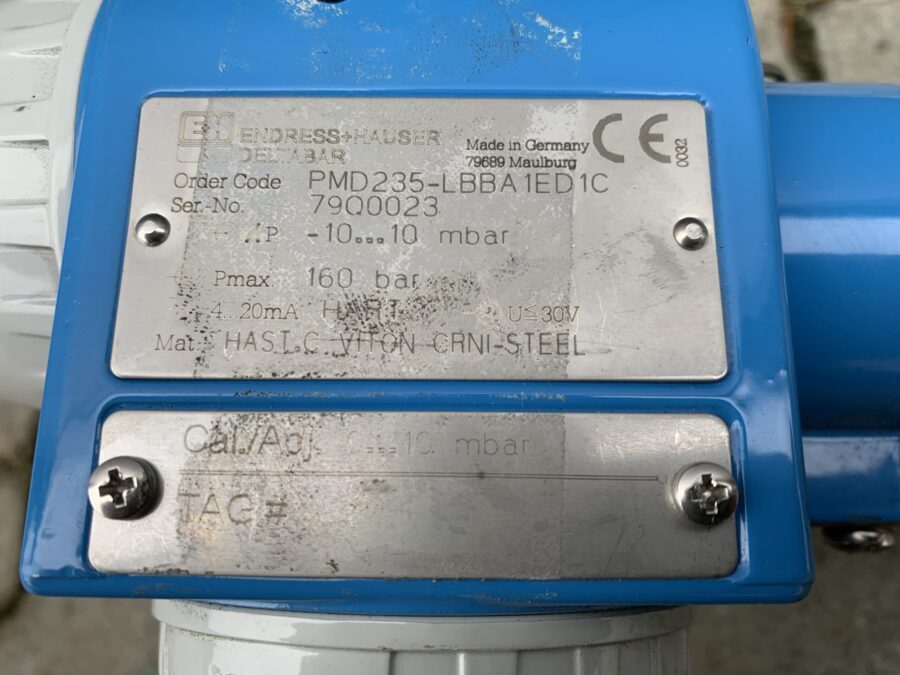 EH ENDRESS+HAUSER
DELTABAR
Made in Germany
79689 Maulburg
CE 0032
Order Code PMD235-LBBA1ED1C
Ser.-No. 79Q0023
ΔP -10...10 mbar
Pmax. 160 bar
4...20mA HART U≤30V
Mat. HAST.C VITON CRNI-STEEL
Cal./Adj. 0...10 mbar
TAG #